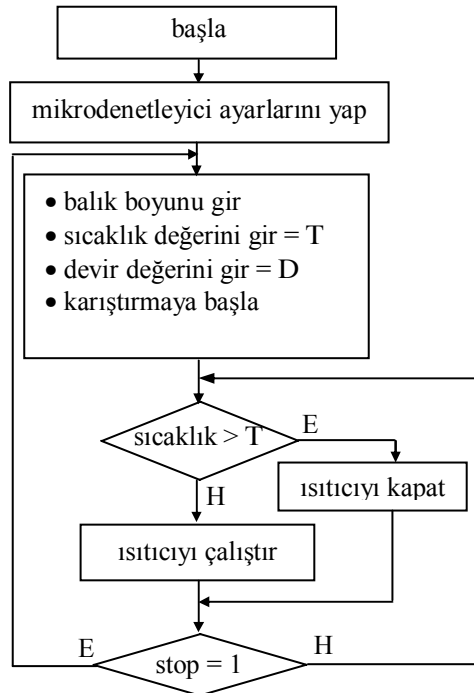 başla
mikrodenetleyici ayarlarını yap
• balık boyunu gir
• sıcaklık değerini gir = T
• devir değerini gir = D
• karıştırmaya başla
sıcaklık > T
E
H
ısıtıcıyı kapat
ısıtıcıyı çalıştır
E
stop = 1
H